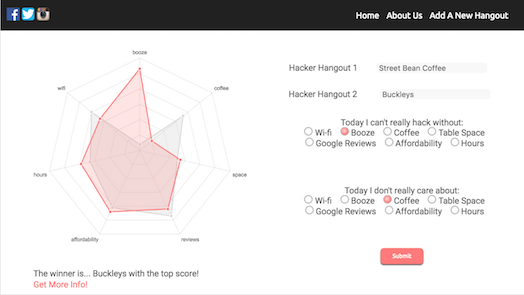 Home About Us Add A New Hangout
booze
coffee
space
reviews
affordability
hours
wifi
Hacker Hangout 1 Street Bean Coffee
Hacker Hangout 2 Buckleys
Today I can't really hack without:
Wi-fi Booze Coffee Table Space
Google Reviews Affordability Hours
Today I don't really care about:
Wi-fi Booze Coffee Table Space
Google Reviews Affordability Hours
Submit
The winner is... Buckleys with the top score!
Get More Info!